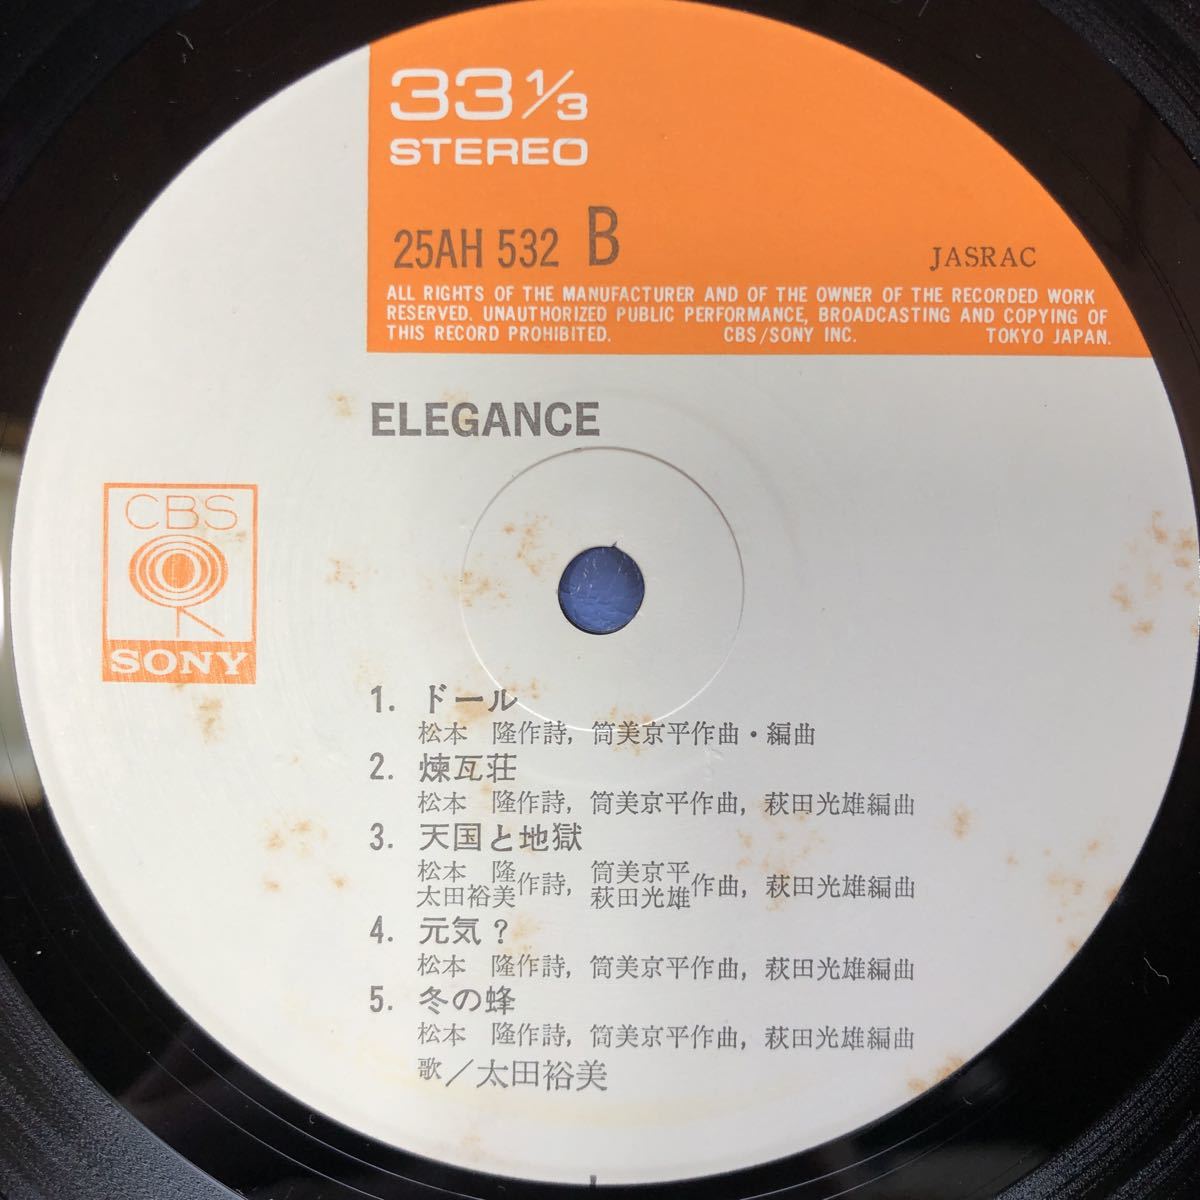 33 1/3
STEREO
25AH 532 B
JASRAC
ALL RIGHTS OF THE MANUFACTURER AND OF THE OWNER OF THE RECORDED WORK
RESERVED. UNAUTHORIZED PUBLIC PERFORMANCE, BROADCASTING AND COPYING OF
THIS RECORD PROHIBITED. CBS/SONY INC. TOKYO JAPAN.
ELEGANCE
CBS
SONY
1. ドール
松本 隆作詩, 筒美京平作曲・編曲
2. 煉瓦荘
松本 隆作詩, 筒美京平作曲, 萩田光雄編曲
3. 天国と地獄
松本 隆 太田裕美 作詩, 筒美京平 萩田光雄 作曲, 萩田光雄編曲
4. 元気?
松本 隆作詩, 筒美京平作曲, 萩田光雄編曲
5. 冬の蜂
松本 隆作詩, 筒美京平作曲, 萩田光雄編曲
歌/太田裕美